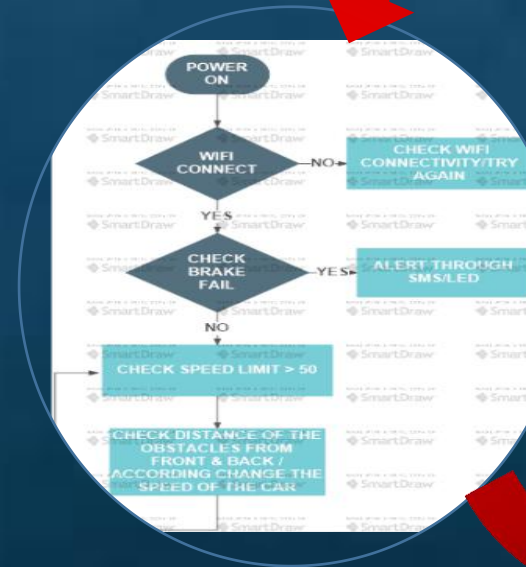 POWER
ON
WIFI
CONNECT
NO
CHECK WIFI
CONNECTIVITY/TRY
AGAIN
YES
CHECK
BRAKE
FAIL
YES
ALERT THROUGH
SMS/LED
NO
CHECK SPEED LIMIT > 50
CHECK DISTANCE OF THE
OBSTACLES FROM
FRONT & BACK /
ACCORDING CHANGE THE
SPEED OF THE CAR
SmartDraw